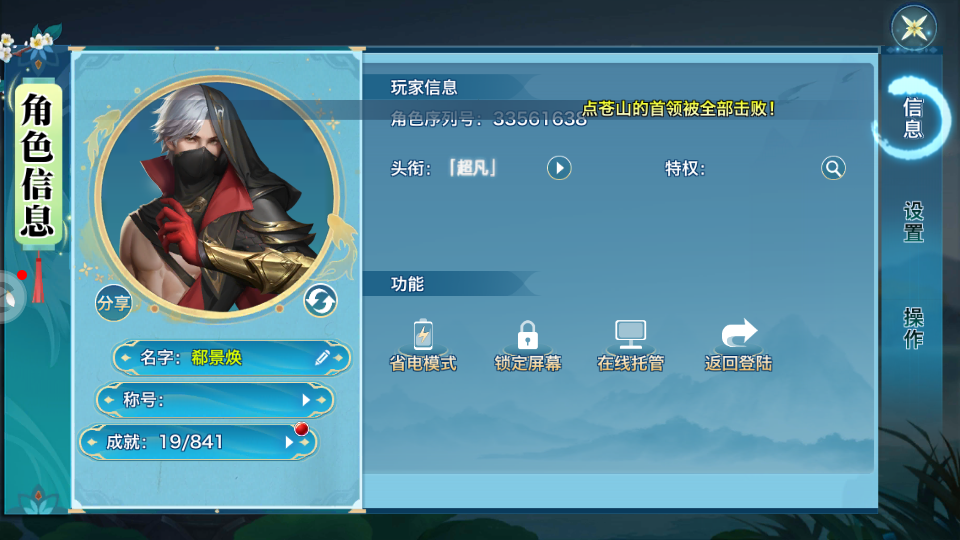 角色信息
玩家信息
点苍山的首领被全部击败！
角色序列号：33561638
头衔：「超凡」
特权：
功能
省电模式
锁定屏幕
在线托管
返回登陆
分享
名字：郗景焕
称号：
成就：19/841
信息
设置
操作